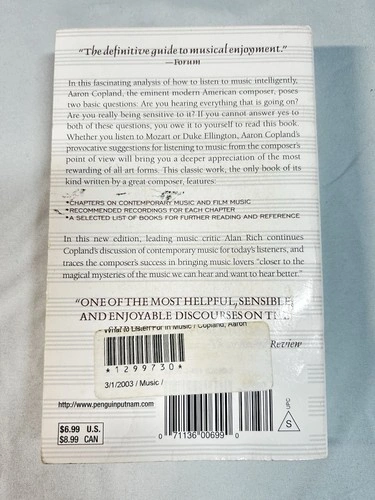 "The definitive guide to musical enjoyment."
—Forum
In this fascinating analysis of how to listen to music intelligently,
Aaron Copland, the eminent modern American composer, poses
two basic questions: Are you hearing everything that is going on?
Are you really being sensitive to it? If you cannot answer yes to
both of these questions, you owe it to yourself to read this book.
Whether you listen to Mozart or Duke Ellington, Aaron Copland's
provocative suggestions for listening to music from the composer's
point of view will bring you a deeper appreciation of the most
rewarding of all art forms. This classic work, the only book of its
kind written by a great composer, features:
•CHAPTERS ON CONTEMPORARY MUSIC AND FILM MUSIC
•RECOMMENDED RECORDINGS FOR EACH CHAPTER
•A SELECTED LIST OF BOOKS FOR FURTHER READING AND REFERENCE
In this new edition, leading music critic Alan Rich continues
Copland's discussion of contemporary music for today's listeners, and
traces the composer's success in bringing music lovers "closer to the
magical mysteries of the music we can hear and want to hear better."
"ONE OF THE MOST HELPFUL, SENSIBLE,
AND ENJOYABLE DISCOURSES ON
What to Listen For in Music / Copland, Aaron
Review
*1299730*
3/1/2003 / Music /
http://www.penguinputnam.com
UPC
S
$6.99 U.S.
$8.99 CAN
0 71136 00699 0